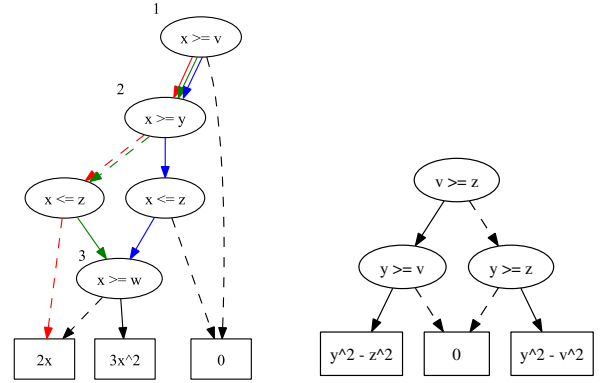 1
x >= v
2
x >= y
x <= z
x <= z
3
x >= w
2x
3x^2
0
v >= z
y >= v
y >= z
y^2 - z^2
0
y^2 - v^2